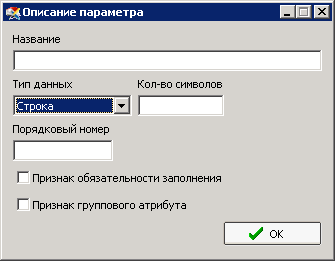 Описание параметра
Название
Тип данных
Кол-во символов
Строка
Порядковый номер
Признак обязательности заполнения
Признак группового атрибута
OK